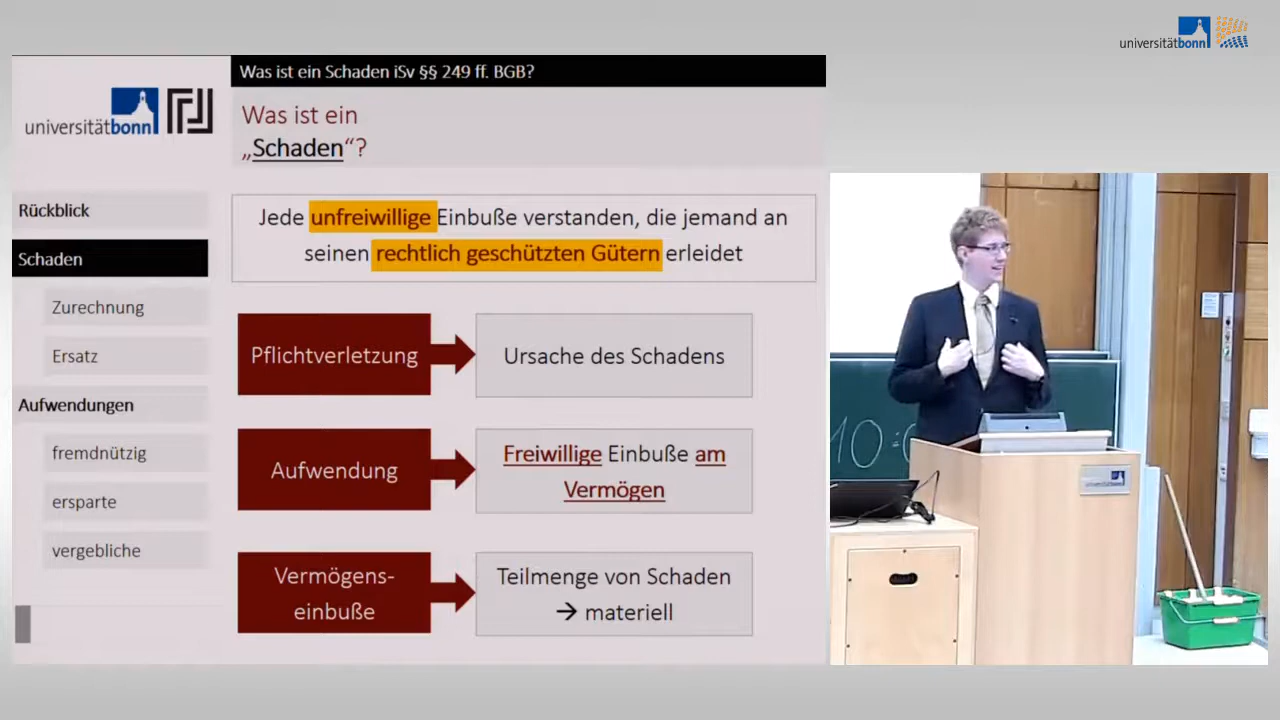 universitätbonn
Was ist ein Schaden iSv §§ 249 ff. BGB?
universitätbonn
Was ist ein
„Schaden“?
Rückblick
Schaden
Zurechnung
Ersatz
Aufwendungen
fremdnützig
ersparte
vergebliche
Jede unfreiwillige Einbuße verstanden, die jemand an
seinen rechtlich geschützten Gütern erleidet
Pflichtverletzung
Ursache des Schadens
Aufwendung
Freiwillige Einbuße am
Vermögen
Vermögens-
einbuße
Teilmenge von Schaden
→ materiell